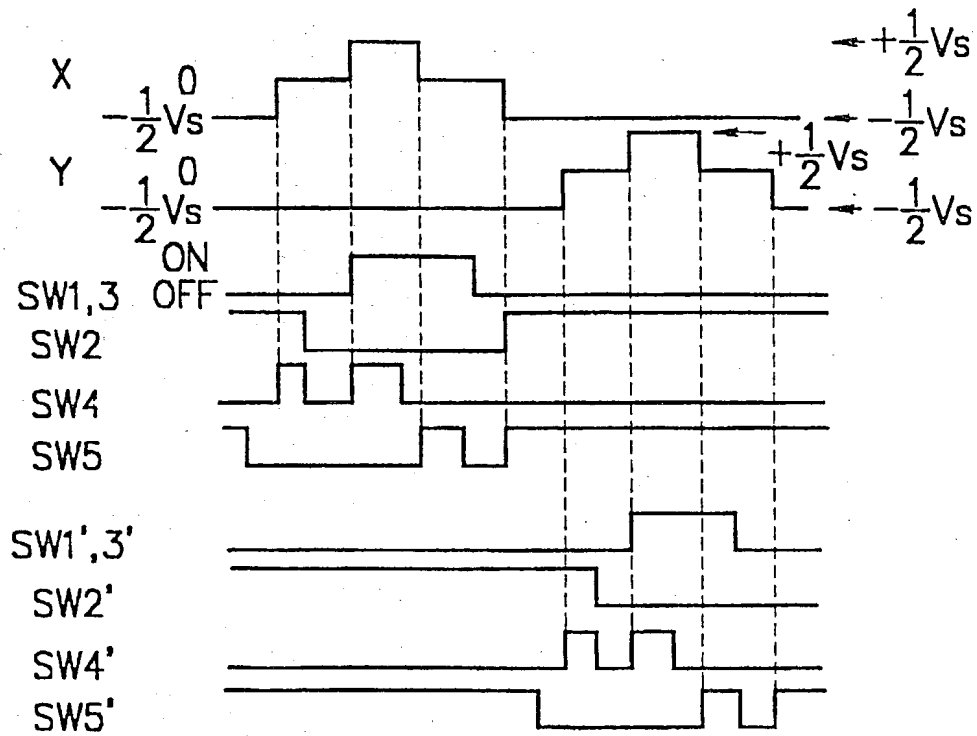 X
0
-1/2Vs
+1/2Vs
-1/2Vs
Y
0
-1/2Vs
+1/2Vs
-1/2Vs
ON
SW1,3 OFF
SW2
SW4
SW5
SW1',3'
SW2'
SW4'
SW5'